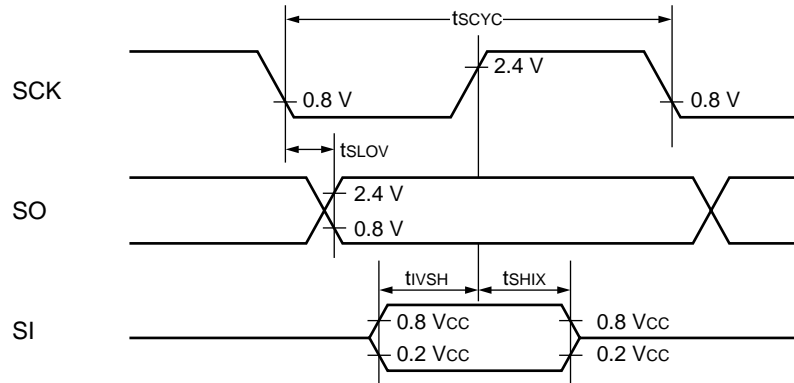 tSCYC
SCK
2.4 V
0.8 V
0.8 V
tSLOV
SO
2.4 V
0.8 V
tIVSH
tSHIX
SI
0.8 VCC
0.8 VCC
0.2 VCC
0.2 VCC